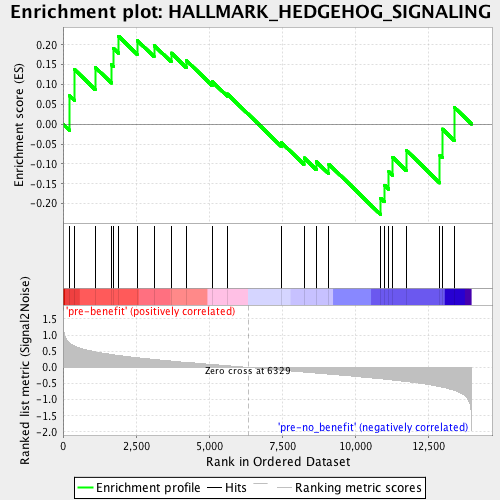 Enrichment plot: HALLMARK_HEDGEHOG_SIGNALING
Enrichment score (ES)
0.20
0.15
0.10
0.05
0.00
-0.05
-0.10
-0.15
-0.20
'pre-benefit' (positively correlated)
Ranked list metric (Signal2Noise)
1.5
1.0
0.5
0.0
-0.5
-1.0
-1.5
-2.0
Zero cross at 6329
'pre-no_benefit' (negatively correlated)
0
2,500
5,000
7,500
10,000
12,500
Rank in Ordered Dataset
Enrichment profile
Hits
Ranking metric scores